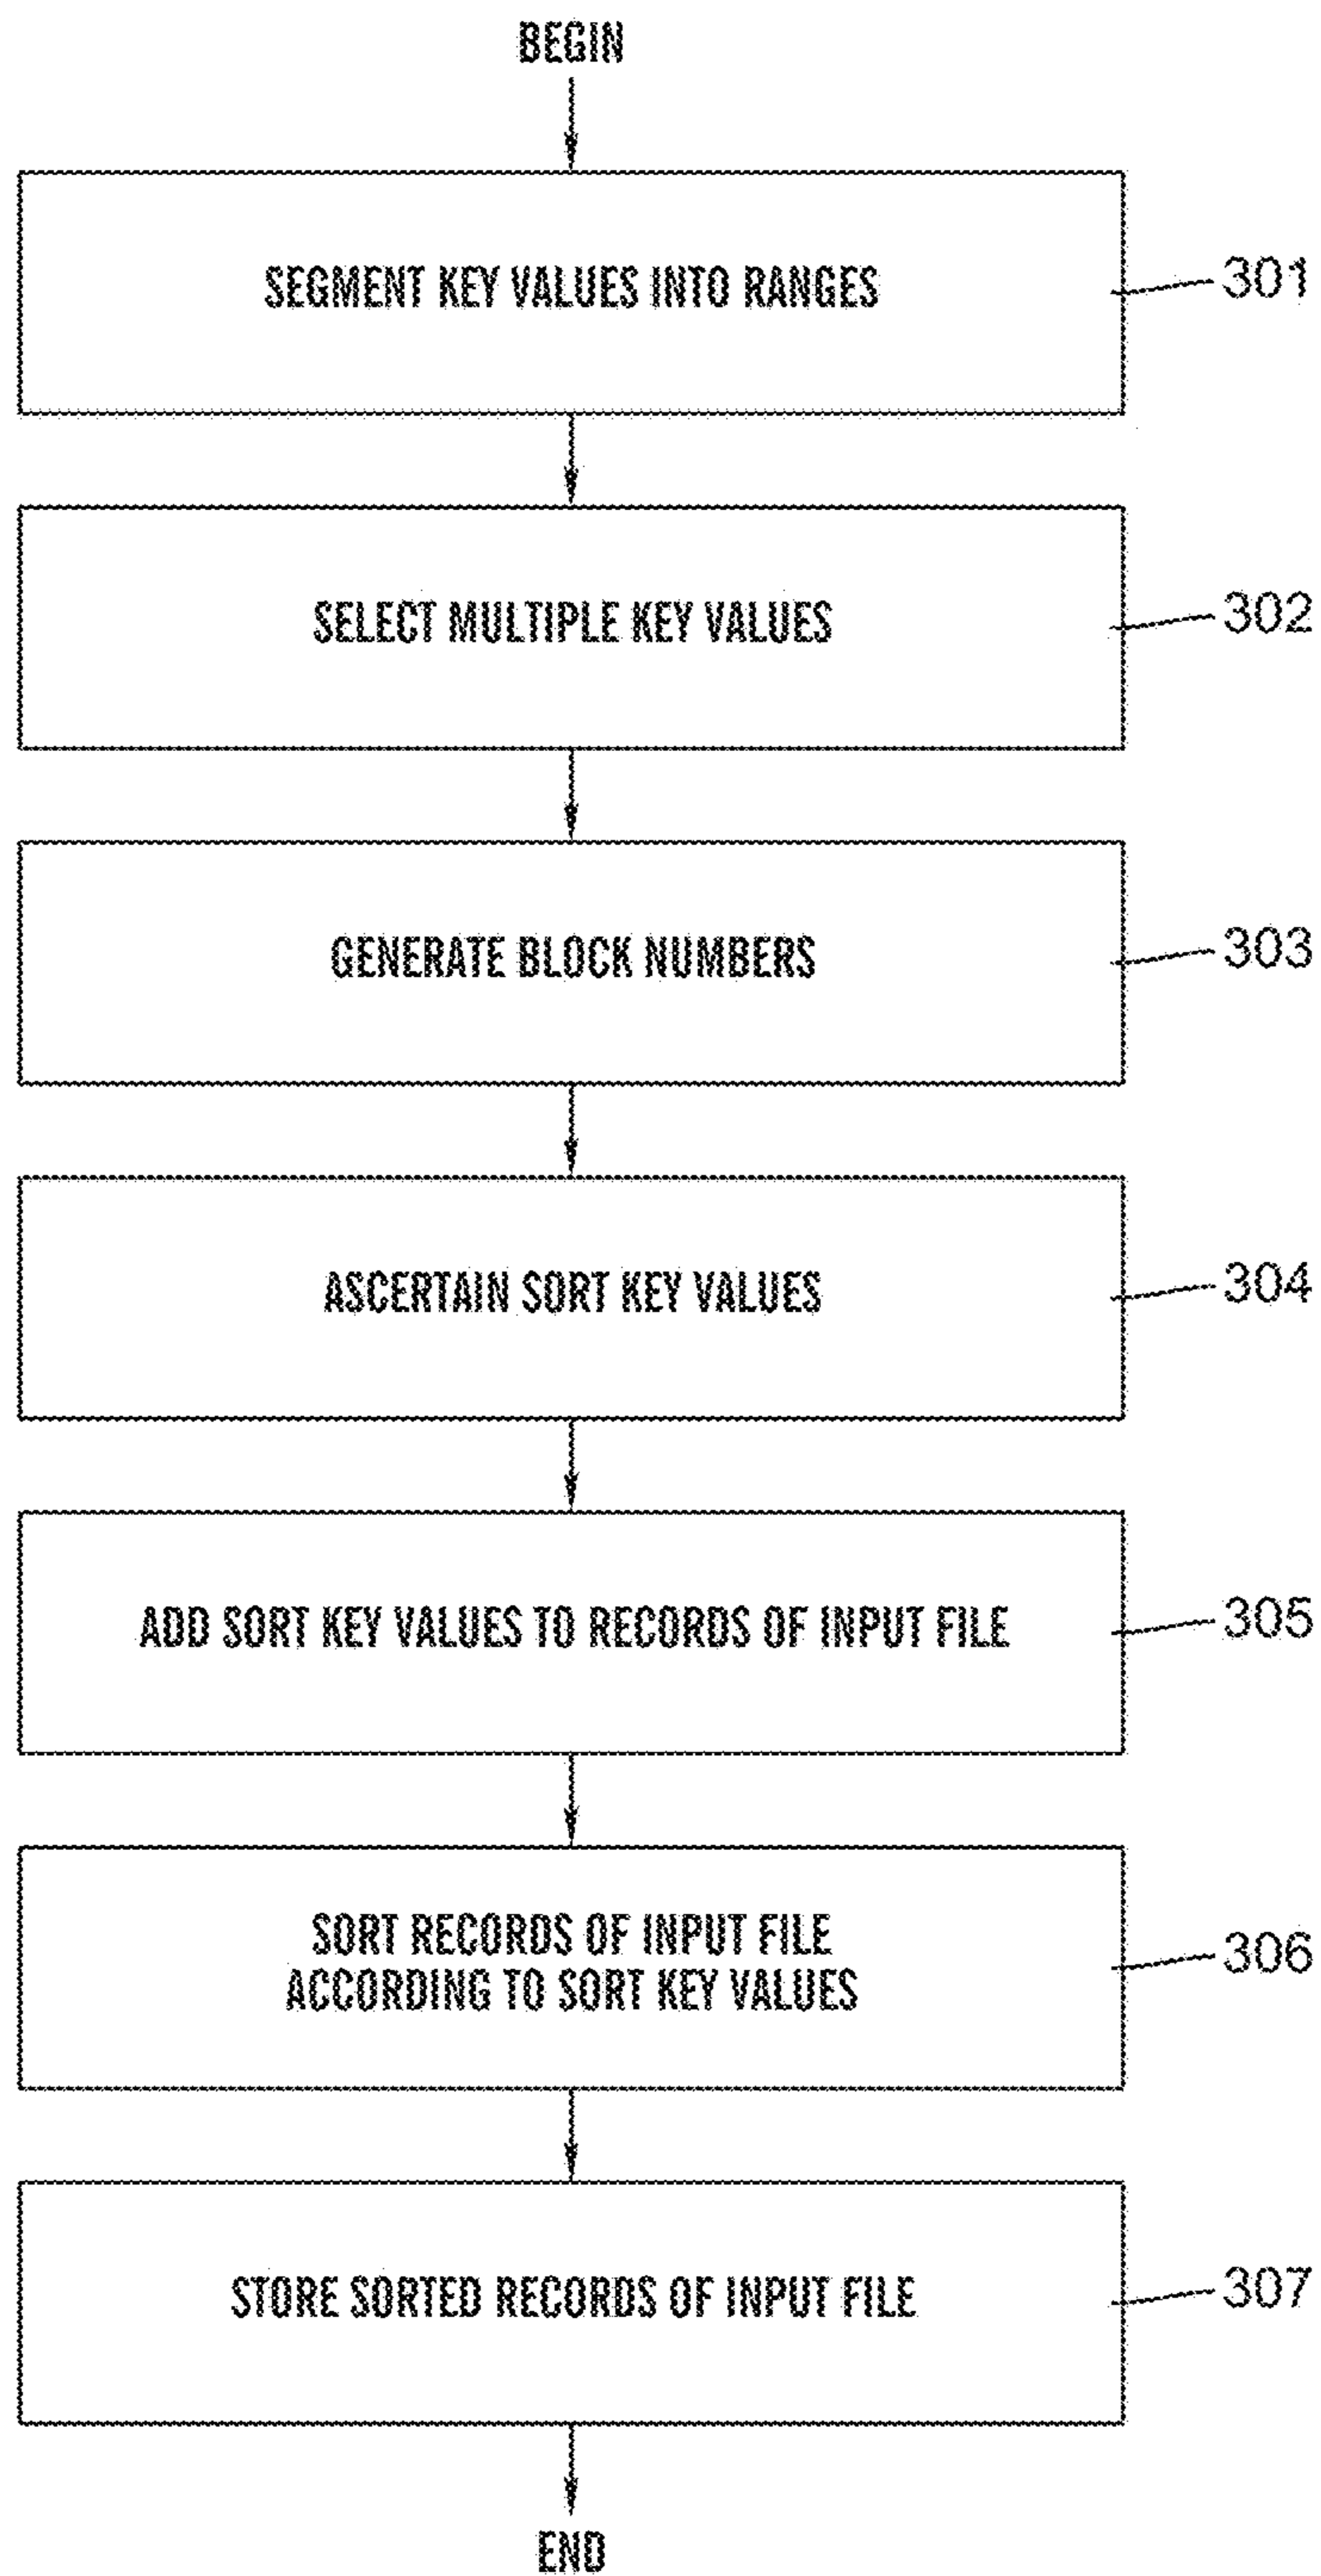 BEGIN
SEGMENT KEY VALUES INTO RANGES
301
SELECT MULTIPLE KEY VALUES
302
GENERATE BLOCK NUMBERS
303
ASCERTAIN SORT KEY VALUES
304
ADD SORT KEY VALUES TO RECORDS OF INPUT FILE
305
SORT RECORDS OF INPUT FILE
ACCORDING TO SORT KEY VALUES
306
STORE SORTED RECORDS OF INPUT FILE
307
END